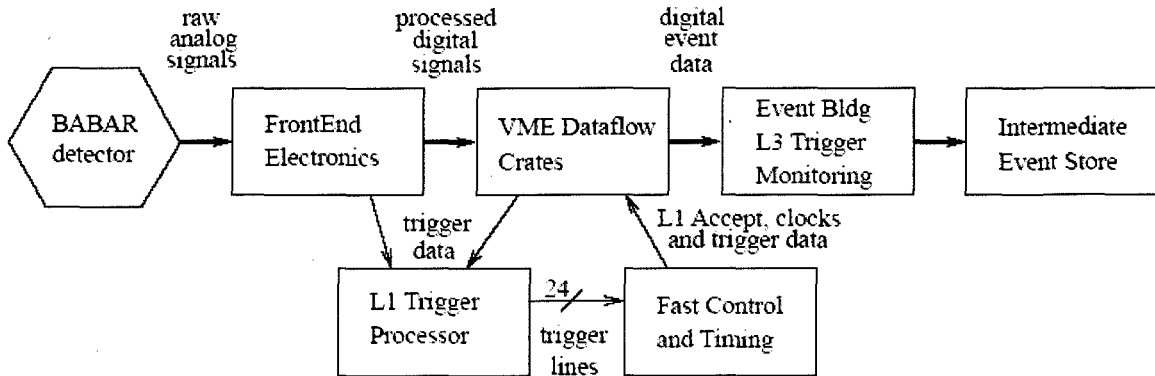 raw
analog
signals
processed
digital
signals
digital
event
data
BABAR
detector
FrontEnd
Electronics
VME Dataflow
Crates
Event Bldg
L3 Trigger
Monitoring
Intermediate
Event Store
trigger
data
L1 Accept, clocks
and trigger data
L1 Trigger
Processor
24
trigger
lines
Fast Control
and Timing